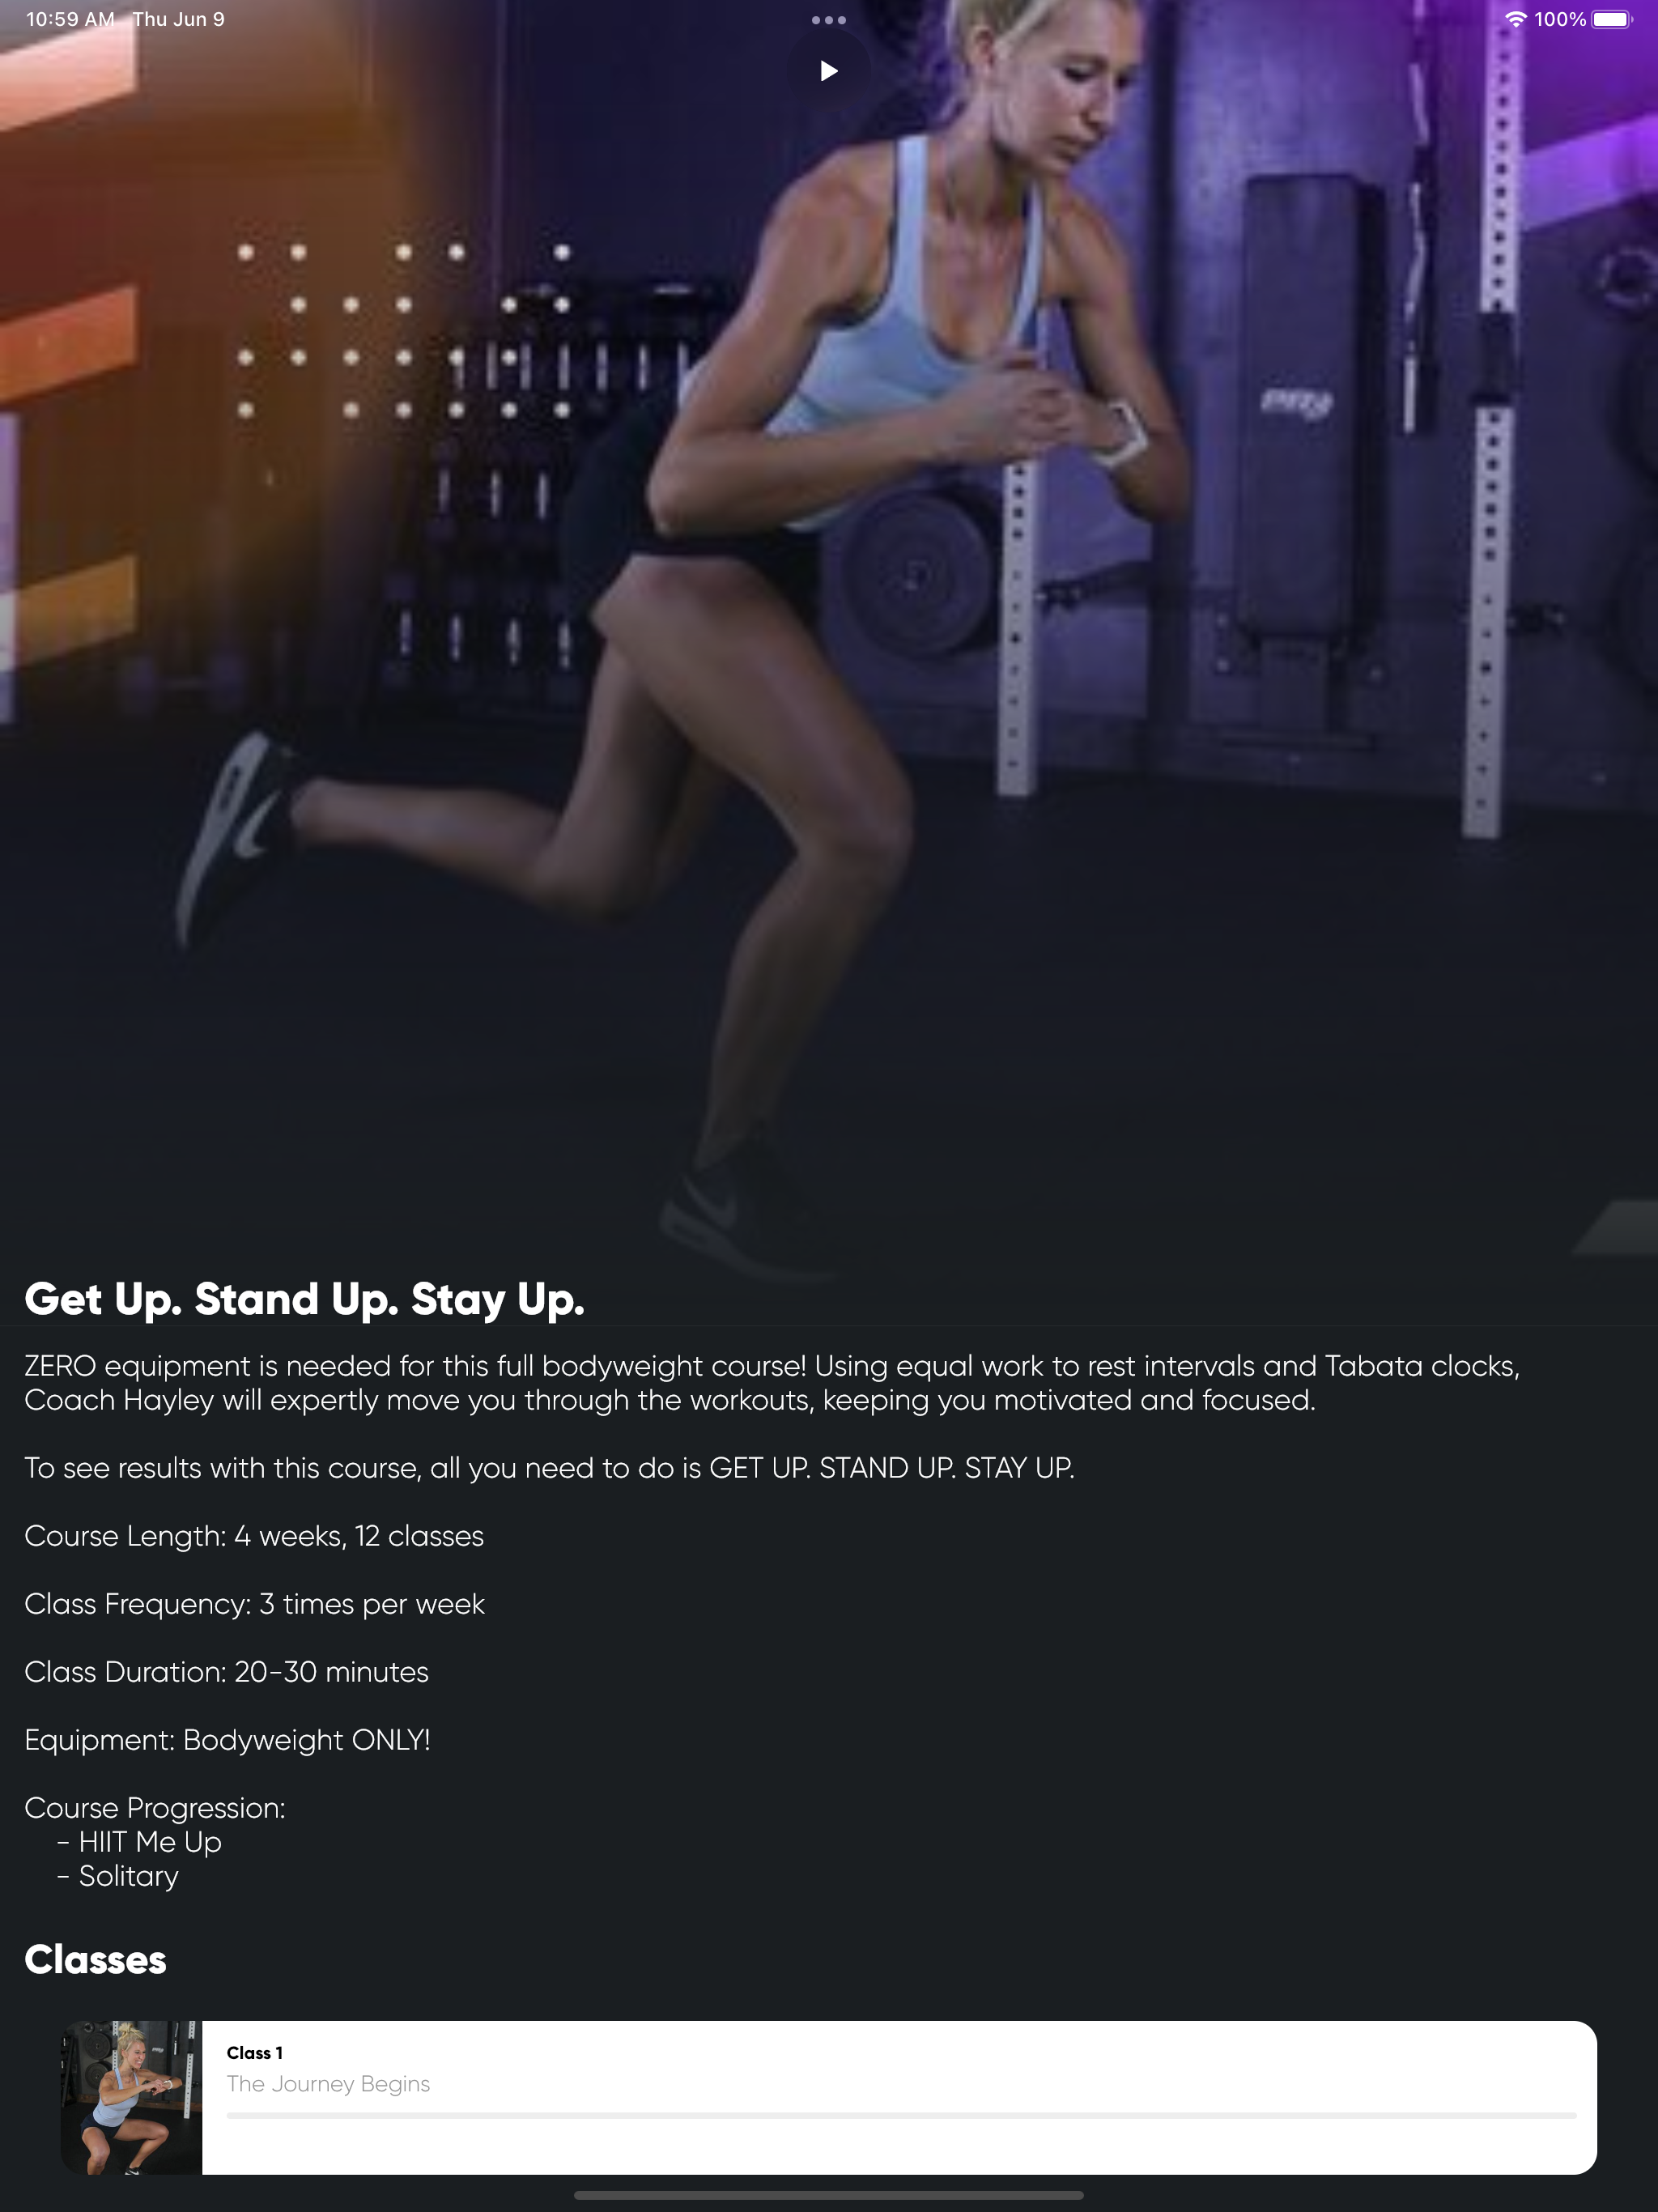 10:59 AM Thu Jun 9
100%
Get Up. Stand Up. Stay Up.
ZERO equipment is needed for this full bodyweight course! Using equal work to rest intervals and Tabata clocks,
Coach Hayley will expertly move you through the workouts, keeping you motivated and focused.
To see results with this course, all you need to do is GET UP. STAND UP. STAY UP.
Course Length: 4 weeks, 12 classes
Class Frequency: 3 times per week
Class Duration: 20-30 minutes
Equipment: Bodyweight ONLY!
Course Progression:
- HIIT Me Up
- Solitary
Classes
Class 1
The Journey Begins